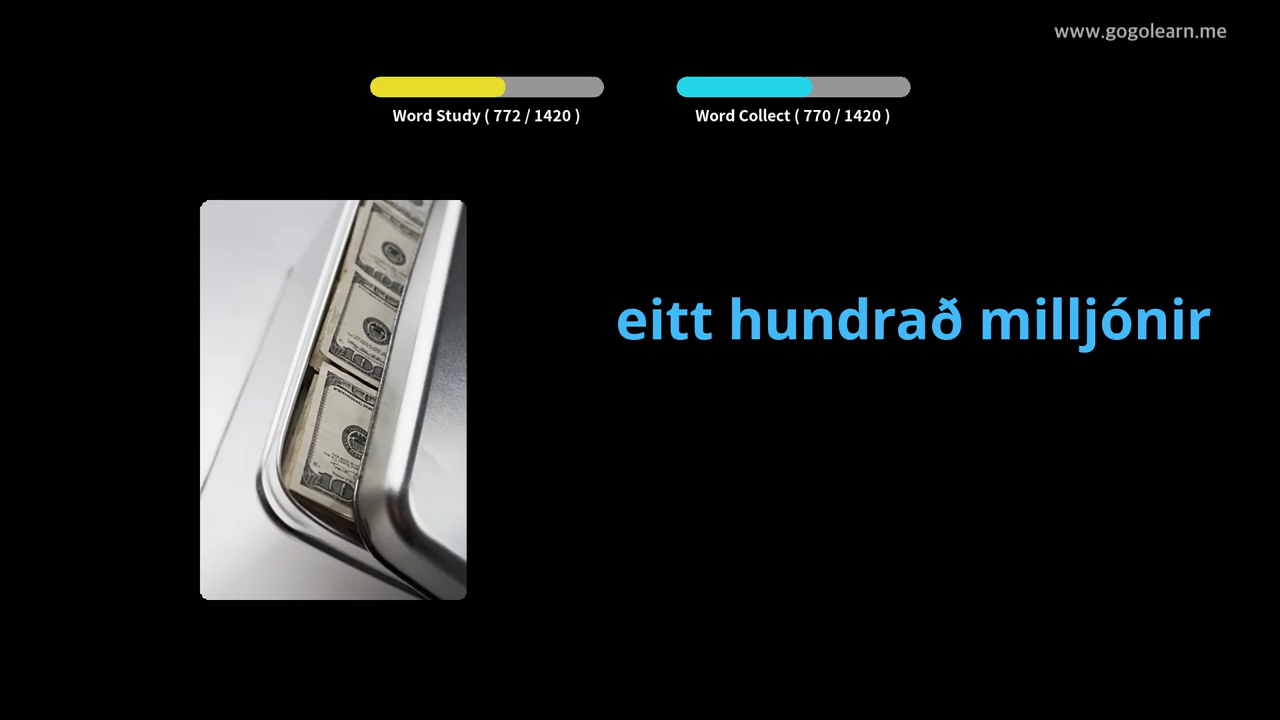 www.gogolearn.me
Word Study ( 772 / 1420 )
Word Collect ( 770 / 1420 )
eitt hundrað milljónir